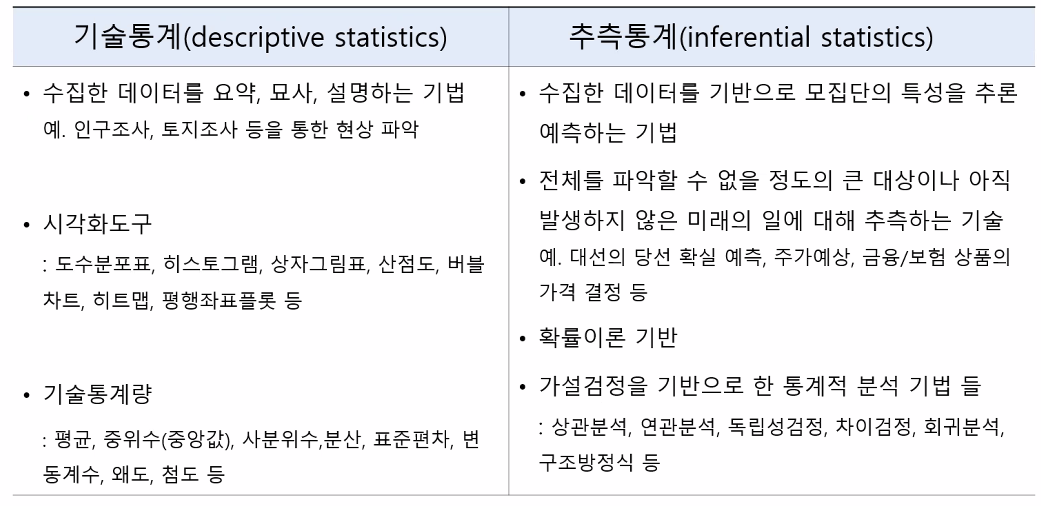 기술통계(descriptive statistics)
• 수집한 데이터를 요약, 묘사, 설명하는 기법
예. 인구조사, 토지조사 등을 통한 현상 파악
• 시각화도구
: 도수분포표, 히스토그램, 상자그림표, 산점도, 버블
차트, 히트맵, 평행좌표플롯 등
• 기술통계량
: 평균, 중위수(중앙값), 사분위수,분산, 표준편차, 변
동계수, 왜도, 첨도 등
추측통계(inferential statistics)
• 수집한 데이터를 기반으로 모집단의 특성을 추론
예측하는 기법
• 전체를 파악할 수 없을 정도의 큰 대상이나 아직
발생하지 않은 미래의 일에 대해 추측하는 기술
예. 대선의 당선 확실 예측, 주가예상, 금융/보험 상품의
가격 결정 등
• 확률이론 기반
• 가설검정을 기반으로 한 통계적 분석 기법 들
: 상관분석, 연관분석, 독립성검정, 차이검정, 회귀분석,
구조방정식 등